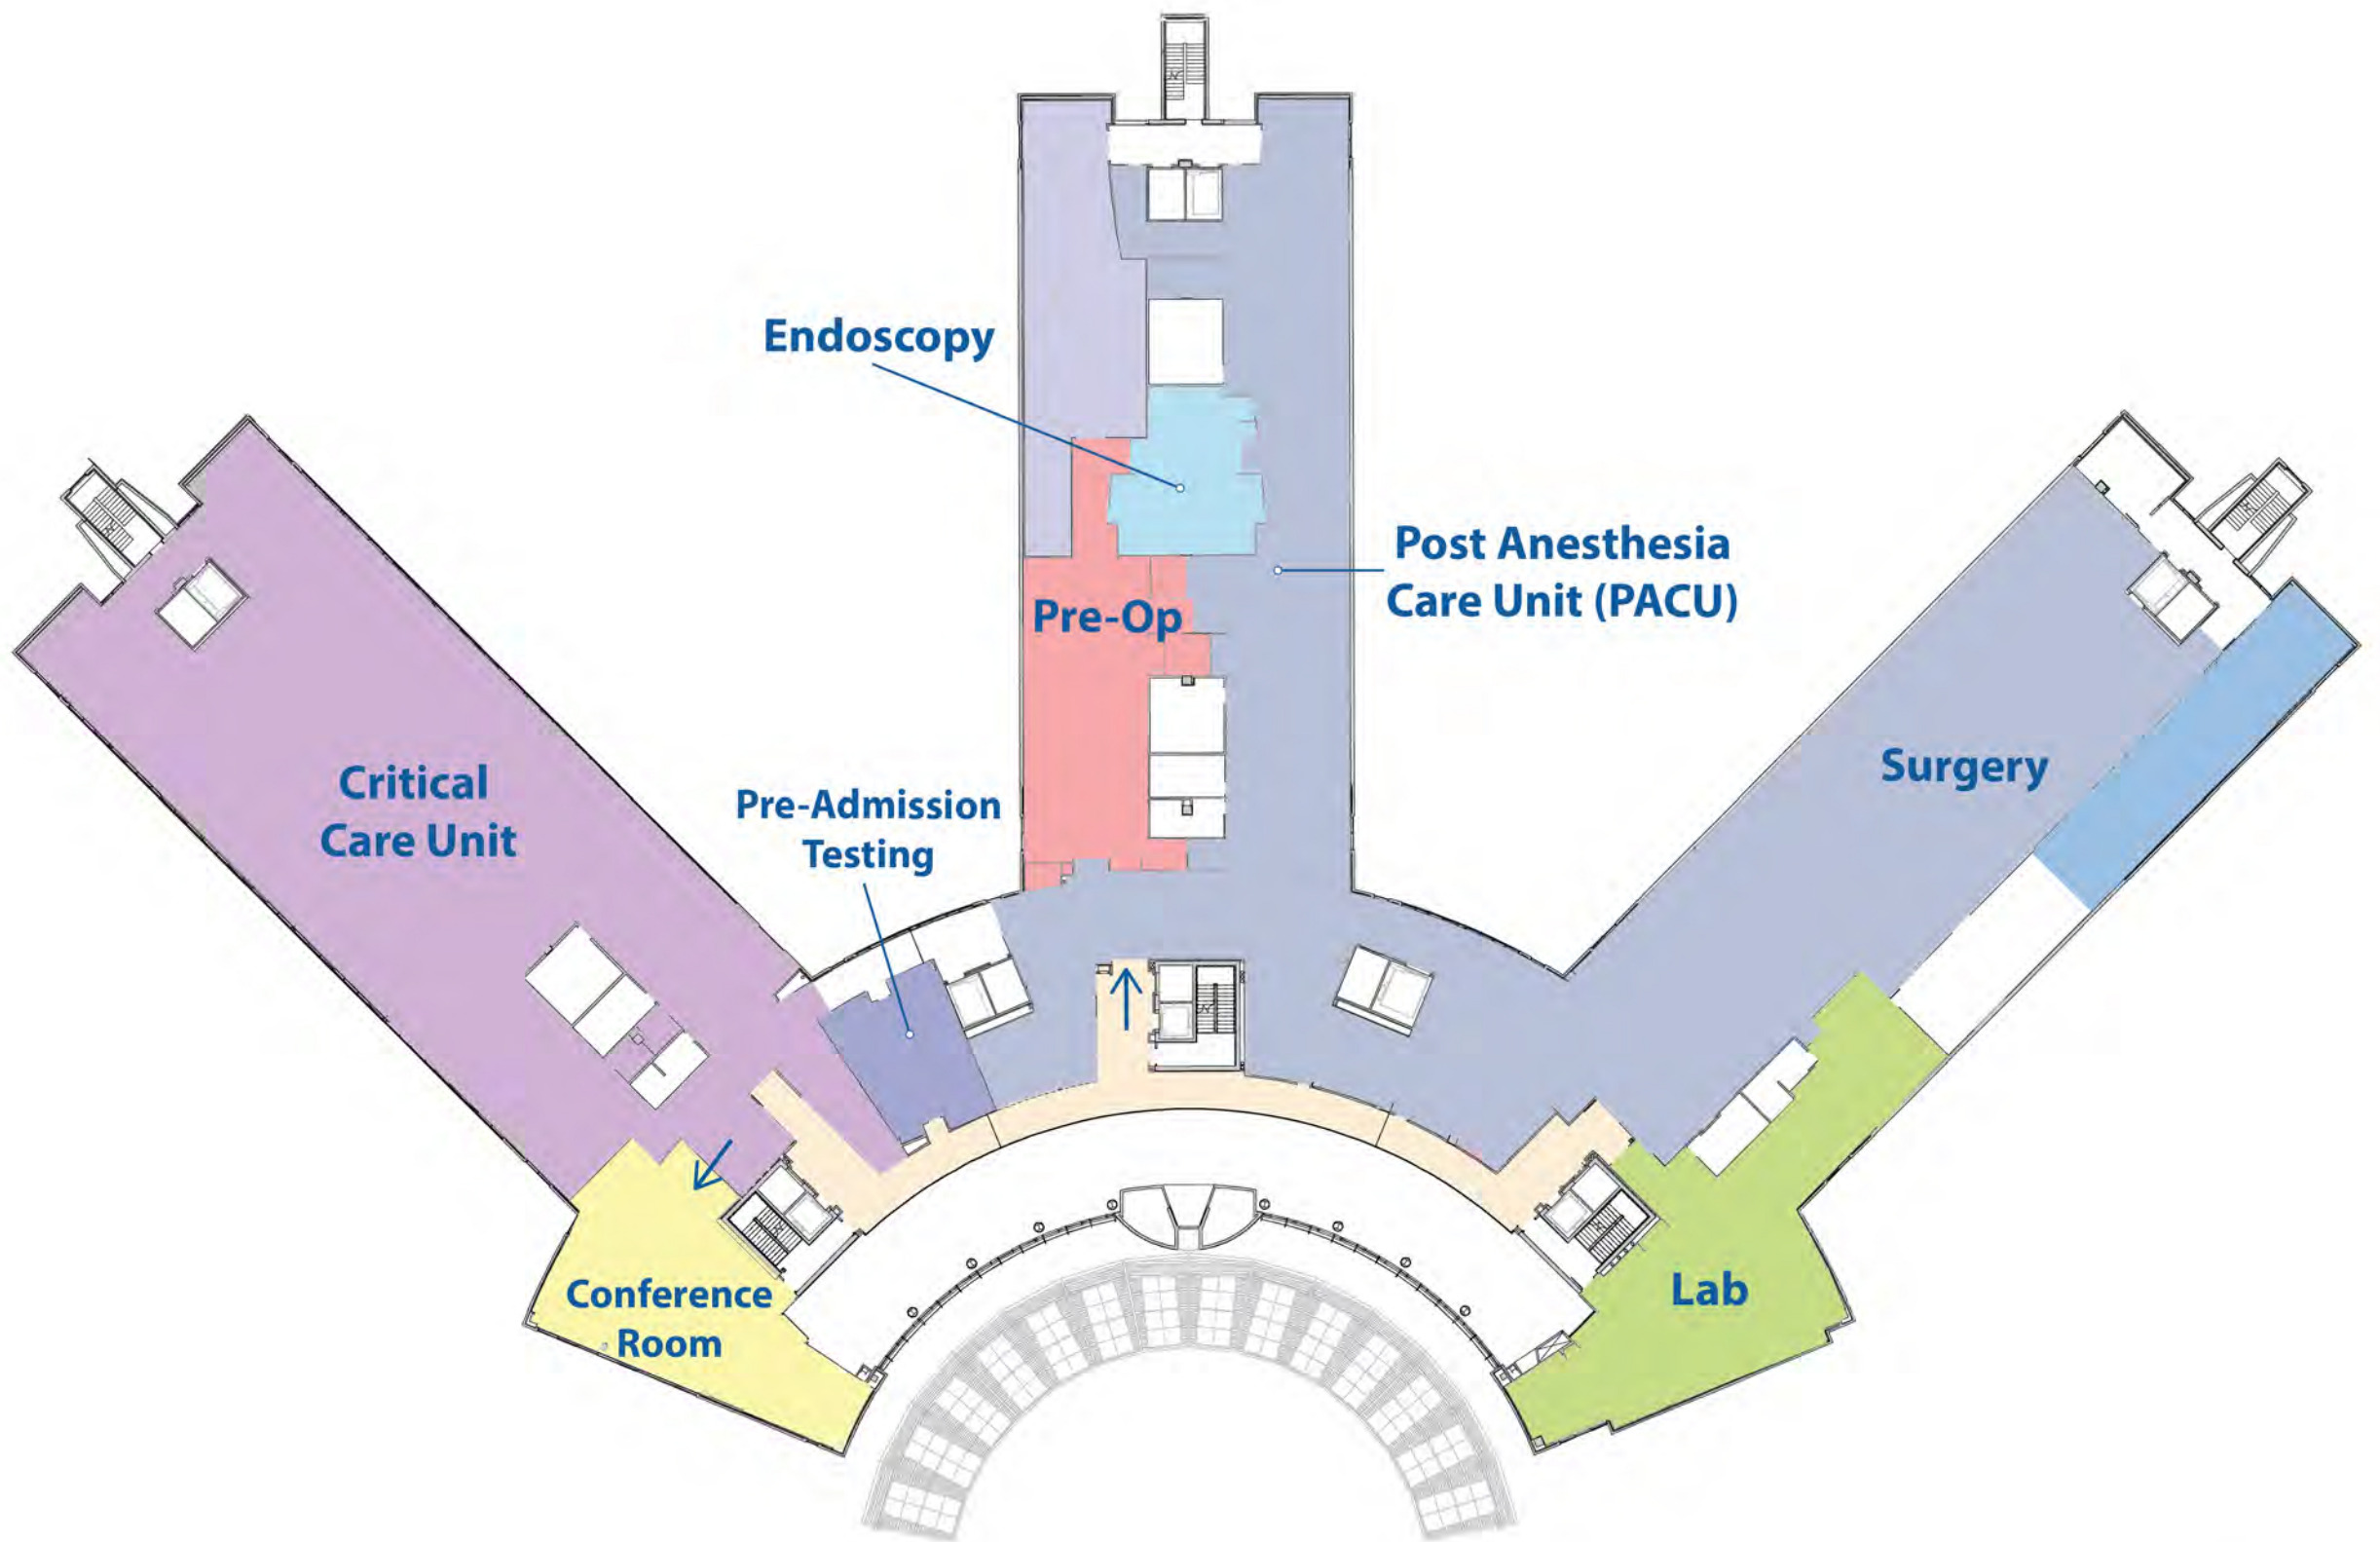 Endoscopy
Post Anesthesia
Care Unit (PACU)
Pre-Op
Critical
Care Unit
Pre-Admission
Testing
Surgery
Conference
Room
Lab